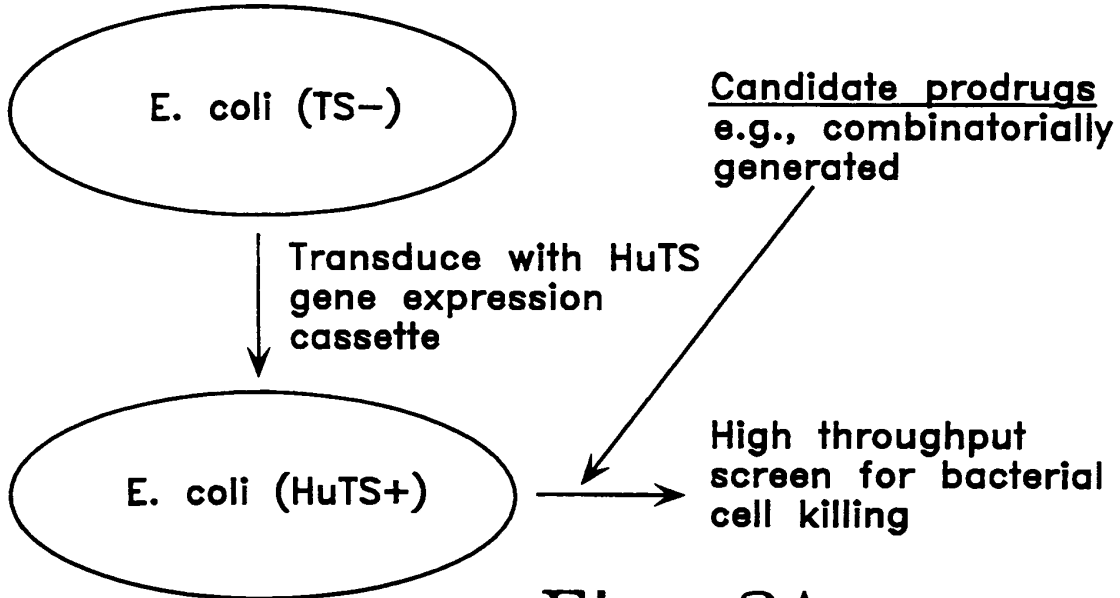 E. coli (TS-)
Candidate prodrugs
e.g., combinatorially
generated
Transduce with HuTS
gene expression
cassette
E. coli (HuTS+)
High throughput
screen for bacterial
cell killing